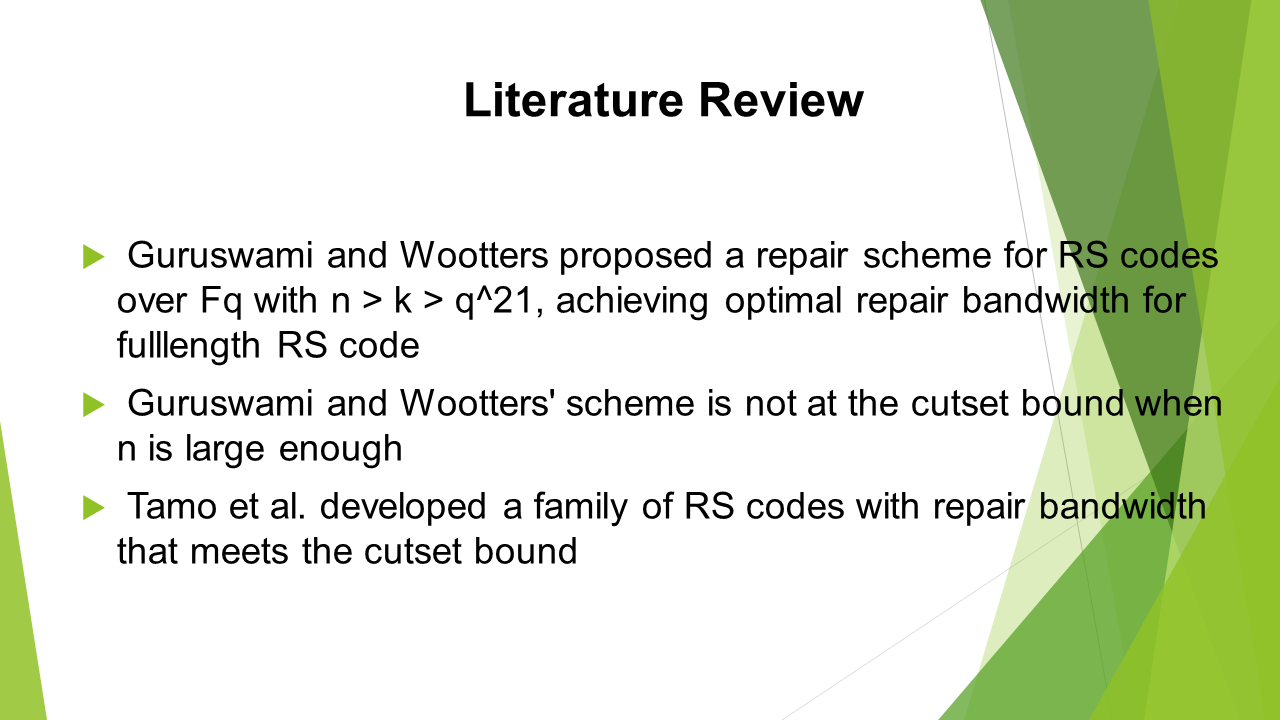 Literature Review
Guruswami and Wootters proposed a repair scheme for RS codes
over Fq with n > k > q^21, achieving optimal repair bandwidth for
fulllength RS code
Guruswami and Wootters' scheme is not at the cutset bound when
n is large enough
Tamo et al. developed a family of RS codes with repair bandwidth
that meets the cutset bound